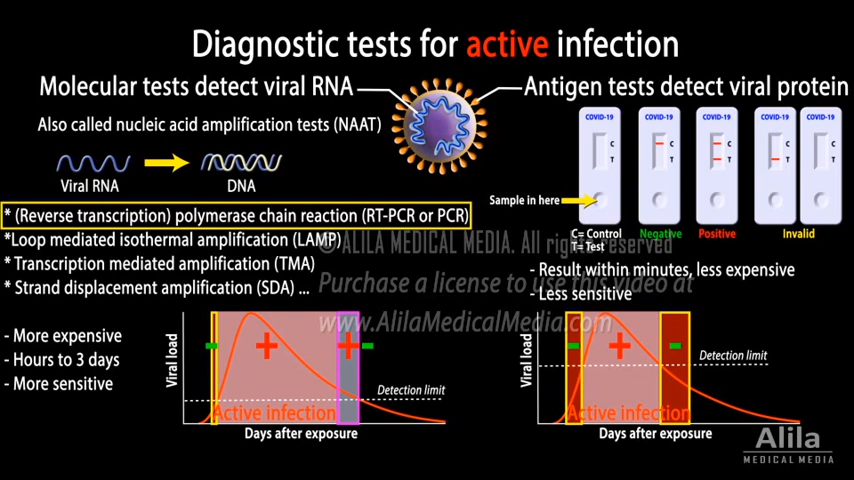 Diagnostic tests for active infection
Molecular tests detect viral RNA
Also called nucleic acid amplification tests (NAAT)
Viral RNA
DNA
* (Reverse transcription) polymerase chain reaction (RT-PCR or PCR)
*Loop mediated isothermal amplification (LAMP)
* Transcription mediated amplification (TMA)
* Strand displacement amplification (SDA) ...
- More expensive
- Hours to 3 days
- More sensitive
Viral load
- + + -
Detection limit
Active infection
Days after exposure
Antigen tests detect viral protein
COVID-19 COVID-19 COVID-19 COVID-19 COVID-19
C C C C
T T T T
Sample in here
C= Control
T= Test
Negative
Positive
Invalid
- Result within minutes, less expensive
- Less sensitive
Viral load
- + -
Detection limit
Active infection
Days after exposure
© ALILA MEDICAL MEDIA. All rights reserved
Purchase a license to use this video at
www.AlilaMedicalMedia.com
Alila
MEDICAL MEDIA